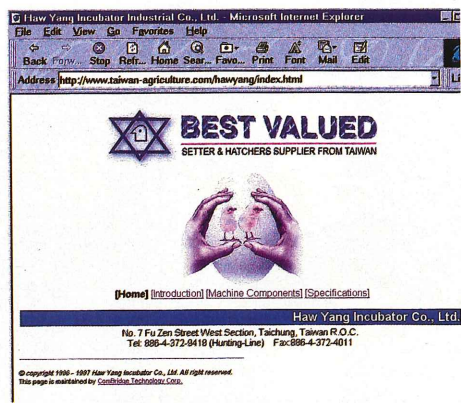 Haw Yang Incubator Industrial Co., Ltd. - Microsoft Internet Explorer
File Edit View Go Favorites Help
Back Forw... Stop Refr... Home Sear... Favo... Print Font Mail Edit
Address http://www.taiwan-agriculture.com/hawyang/index.html Li
BEST VALUED
SETTER & HATCHERS SUPPLIER FROM TAIWAN
[Home] [Introduction] [Machine Components] [Specifications]
Haw Yang Incubator Co., Ltd.
No. 7 Fu Zen Street West Section, Taichung, Taiwan R.O.C.
Tel: 886-4-372-9418 (Hunting-Line) Fax:886-4-372-4011
© copyright 1996 - 1997 Haw Yang Incubator Co., Ltd. All right reserved.
This page is maintained by ComBridge Technology Corp.